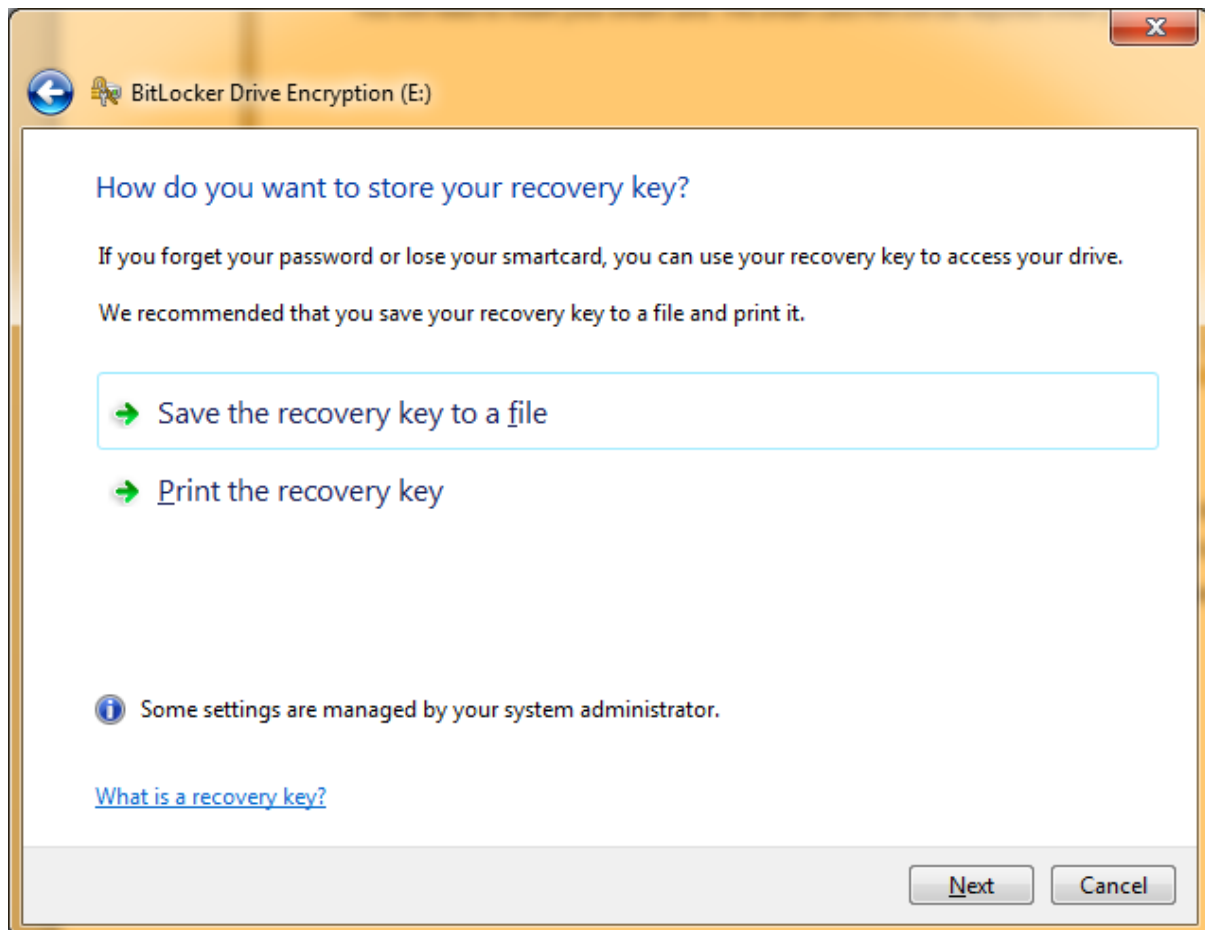 BitLocker Drive Encryption (E:)
How do you want to store your recovery key?
If you forget your password or lose your smartcard, you can use your recovery key to access your drive.
We recommended that you save your recovery key to a file and print it.
Save the recovery key to a file
Print the recovery key
Some settings are managed by your system administrator.
What is a recovery key?
Next
Cancel